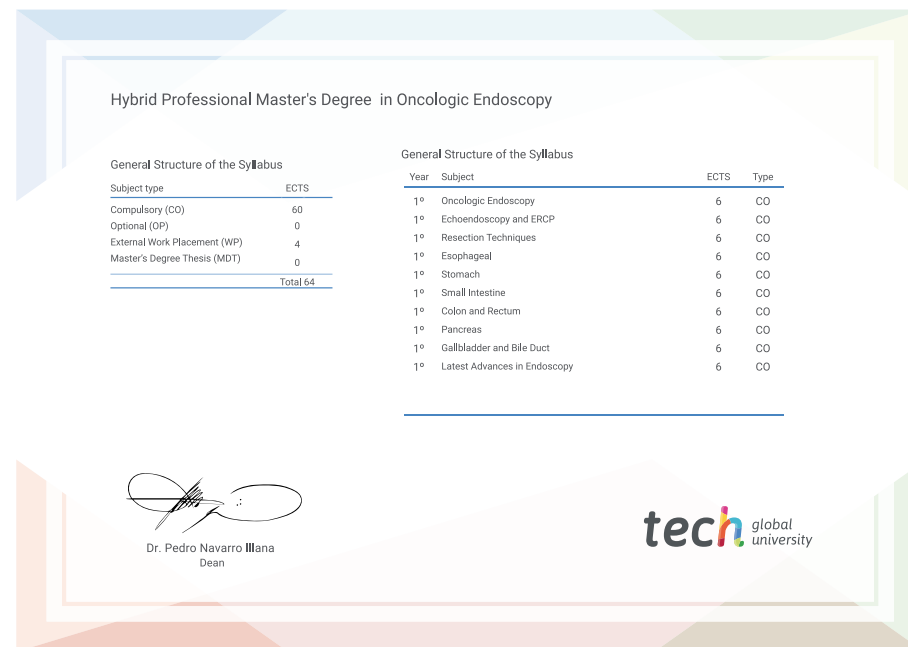 Hybrid Professional Master's Degree in Oncologic Endoscopy
General Structure of the Syllabus
Subject type ECTS
Compulsory (CO) 60
Optional (OP) 0
External Work Placement (WP) 4
Master's Degree Thesis (MDT) 0
Total 64
General Structure of the Syllabus
Year Subject ECTS Type
1º Oncologic Endoscopy 6 CO
1º Echoendoscopy and ERCP 6 CO
1º Resection Techniques 6 CO
1º Esophageal 6 CO
1º Stomach 6 CO
1º Small Intestine 6 CO
1º Colon and Rectum 6 CO
1º Pancreas 6 CO
1º Gallbladder and Bile Duct 6 CO
1º Latest Advances in Endoscopy 6 CO
Dr. Pedro Navarro Illana
Dean
tech global
university